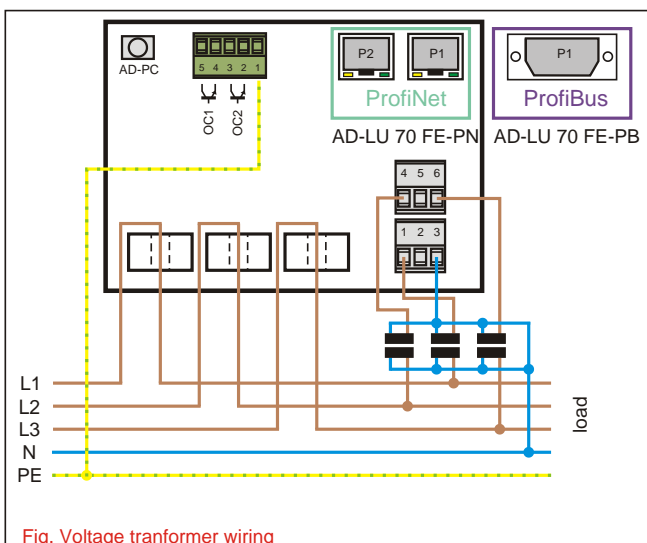 P2 P1 P1
AD-PC
5 4 3 2 1
ProfiNet ProfiBus
OC1 OC2
AD-LU 70 FE-PN AD-LU 70 FE-PB
4 5 6
1 2 3
L1
L2
L3
N
PE
load
Fig. Voltage tranformer wiring